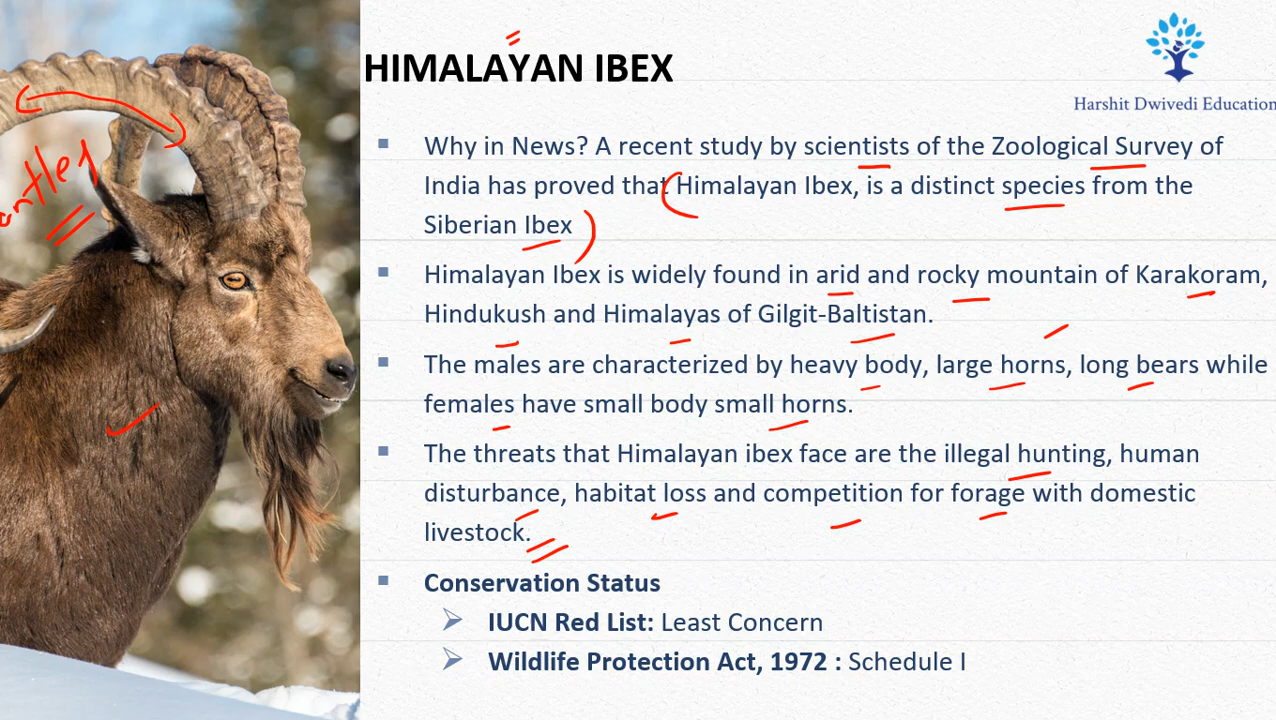 HIMALAYAN IBEX
Harshit Dwivedi Education
Why in News? A recent study by scientists of the Zoological Survey of
India has proved that Himalayan Ibex, is a distinct species from the
Siberian Ibex
Himalayan Ibex is widely found in arid and rocky mountain of Karakoram,
Hindukush and Himalayas of Gilgit-Baltistan.
The males are characterized by heavy body, large horns, long bears while
females have small body small horns.
The threats that Himalayan ibex face are the illegal hunting, human
disturbance, habitat loss and competition for forage with domestic
livestock.
Conservation Status
IUCN Red List: Least Concern
Wildlife Protection Act, 1972 : Schedule I
antler